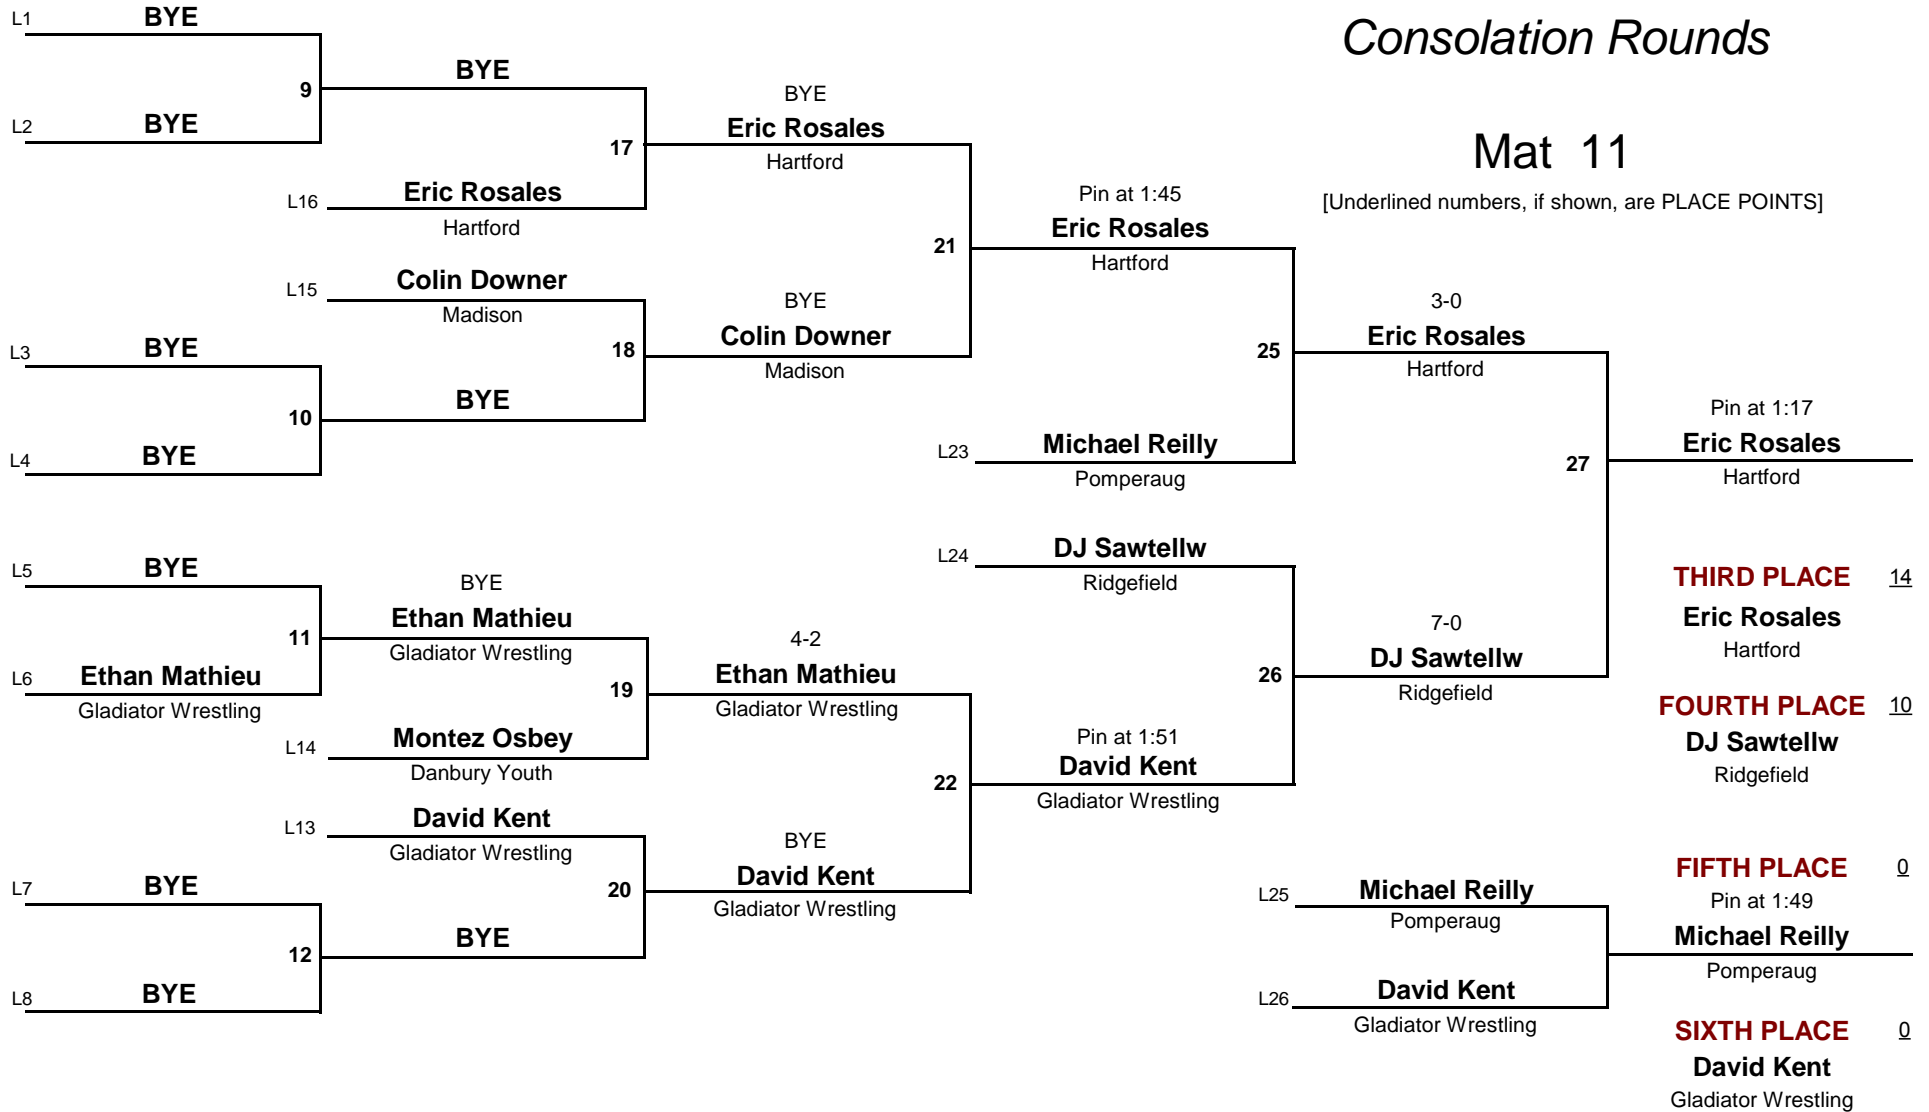 Consolation Rounds
Mat 11
[Underlined numbers, if shown, are PLACE POINTS]
L1 BYE
9
L2 BYE
BYE
17
L16 Eric Rosales
Hartford
BYE
Eric Rosales
Hartford
21
L15 Colin Downer
Madison
18
L3 BYE
10
L4 BYE
BYE
BYE
Colin Downer
Madison
Pin at 1:45
Eric Rosales
Hartford
25
L23 Michael Reilly
Pomperaug
3-0
Eric Rosales
Hartford
27
Pin at 1:17
Eric Rosales
Hartford
L5 BYE
11
L6 Ethan Mathieu
Gladiator Wrestling
BYE
Ethan Mathieu
Gladiator Wrestling
19
L14 Montez Osbey
Danbury Youth
4-2
Ethan Mathieu
Gladiator Wrestling
22
L13 David Kent
Gladiator Wrestling
20
L7 BYE
12
L8 BYE
BYE
BYE
David Kent
Gladiator Wrestling
L24 DJ Sawtellw
Ridgefield
26
Pin at 1:51
David Kent
Gladiator Wrestling
7-0
DJ Sawtellw
Ridgefield
THIRD PLACE 14
Eric Rosales
Hartford
FOURTH PLACE 10
DJ Sawtellw
Ridgefield
L25 Michael Reilly
Pomperaug
L26 David Kent
Gladiator Wrestling
FIFTH PLACE 0
Pin at 1:49
Michael Reilly
Pomperaug
SIXTH PLACE 0
David Kent
Gladiator Wrestling